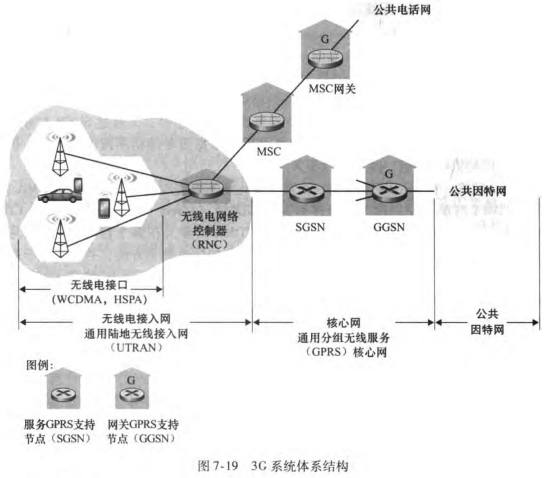 公共电话网
G
MSC网关
MSC
无线电网络
控制器
（RNC）
SGSN
G
GGSN
公共因特网
无线电接口
(WCDMA，HSPA)
无线电接入网
通用陆地无线接入网
（UTRAN）
核心网
通用分组无线服务
（GPRS）核心网
公共
因特网
图例：
G
服务GPRS支持
节点（SGSN）
网关GPRS支持
节点（GGSN）
图7-19 3G系统体系结构